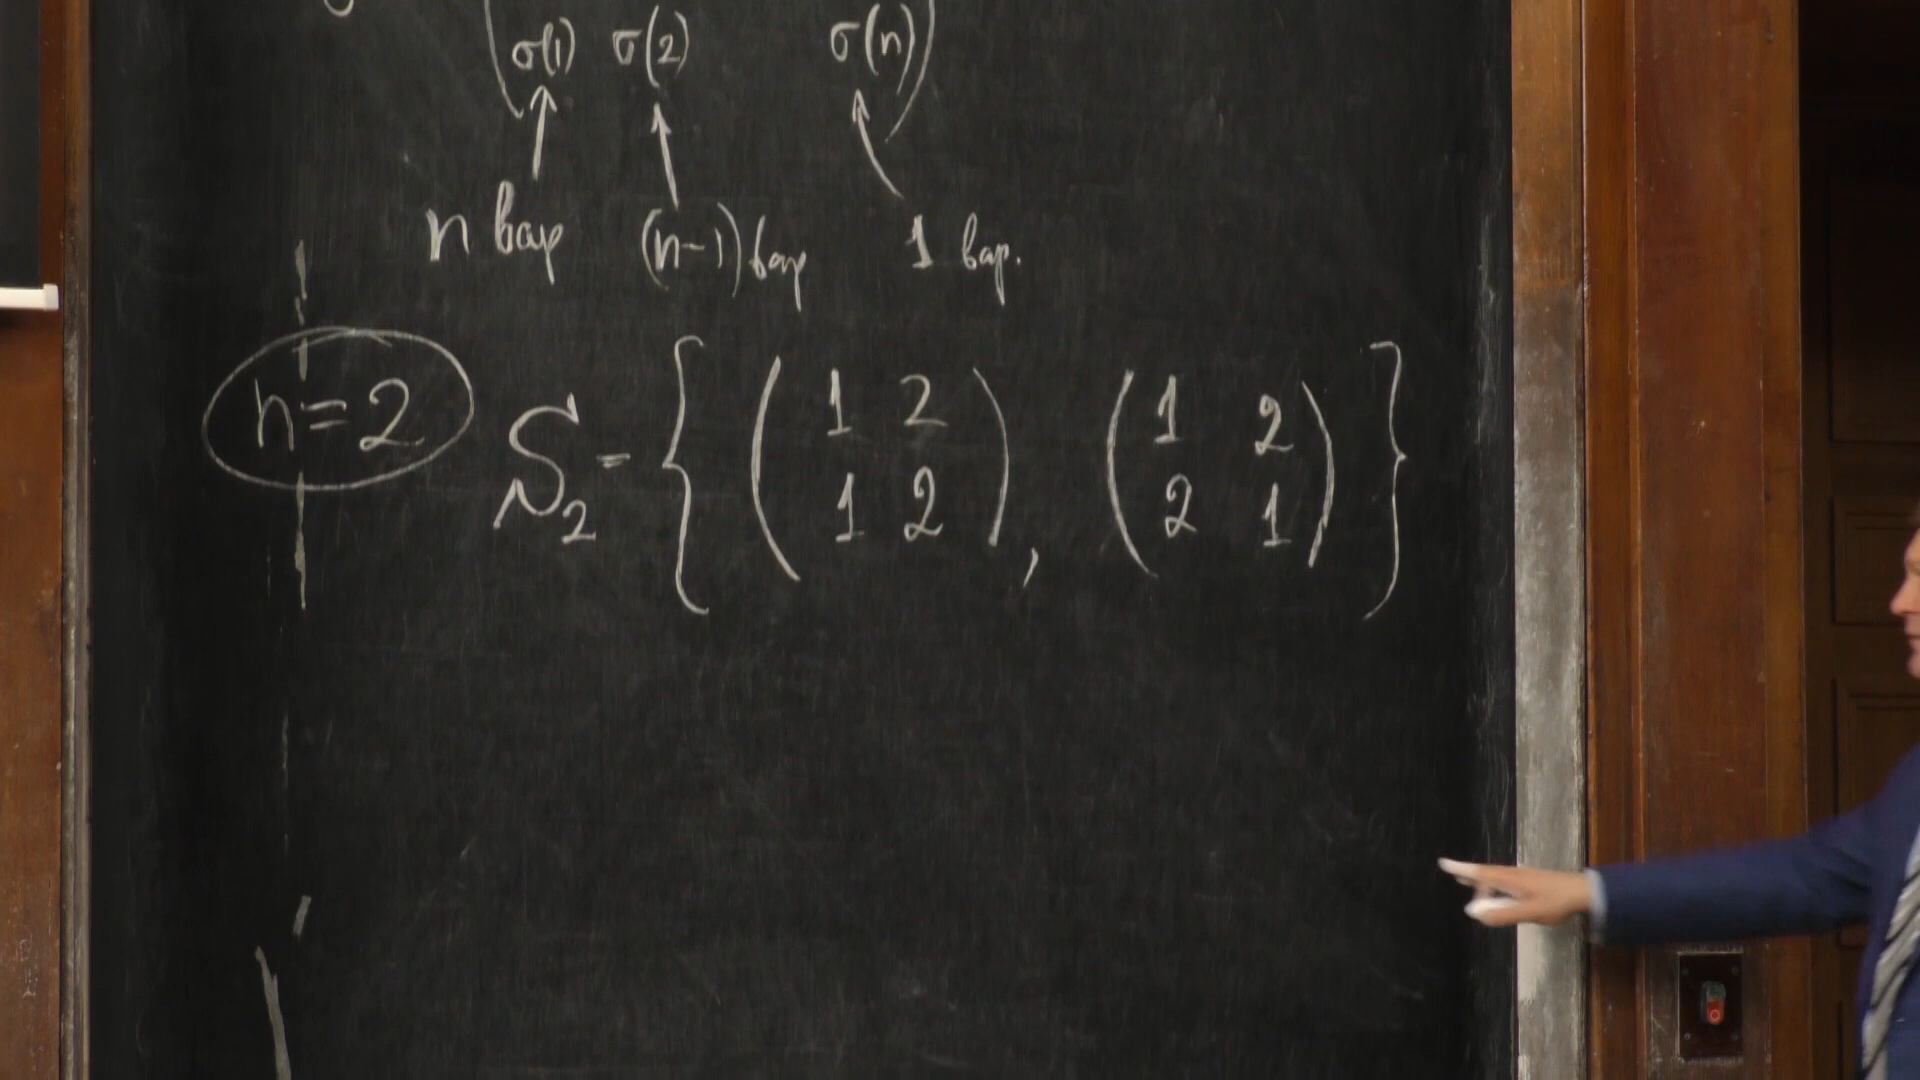 σ(1) σ(2) σ(n)
n вар (n-1) вар 1 вар.
n=2 S₂ = { ( 1 2 ) , ( 1 2 ) }
1 2 2 1